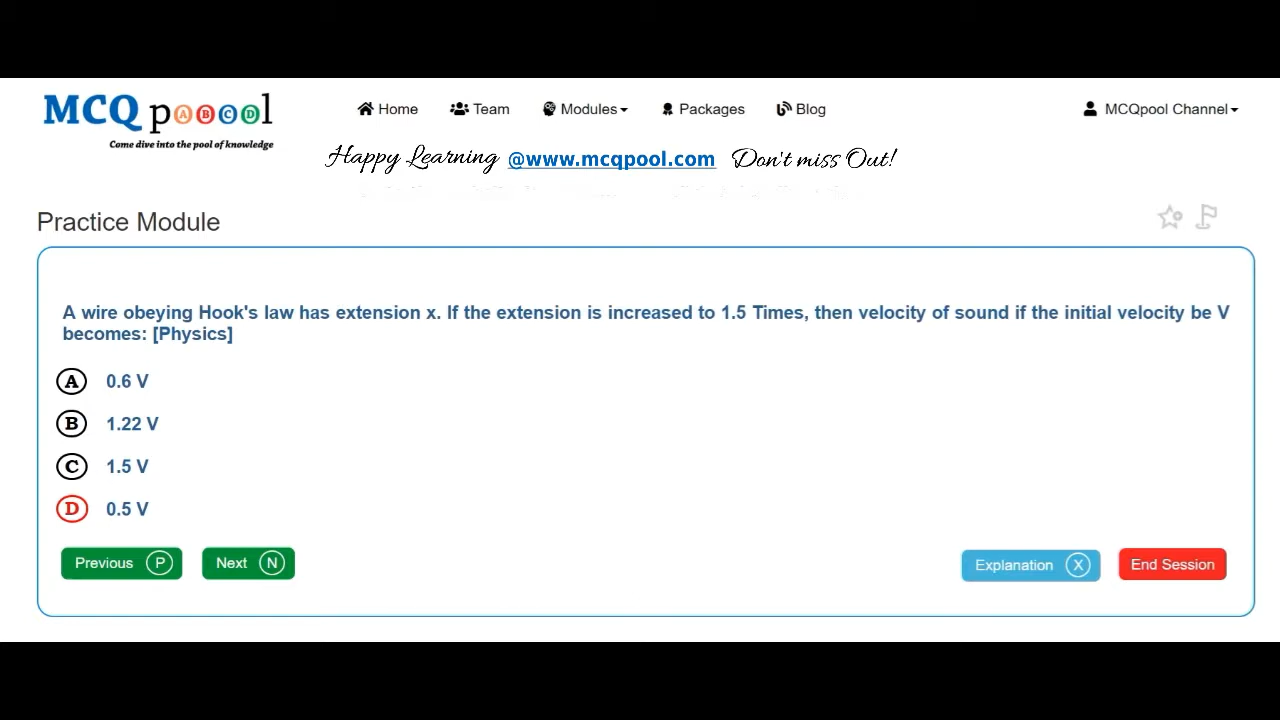 MCQ pooool
Come dive into the pool of knowledge
Home Team Modules Packages Blog MCQpool Channel
Happy Learning @www.mcqpool.com Don't miss Out!
Practice Module
A wire obeying Hook's law has extension x. If the extension is increased to 1.5 Times, then velocity of sound if the initial velocity be V
becomes: [Physics]
A 0.6 V
B 1.22 V
C 1.5 V
D 0.5 V
Previous P Next N Explanation X End Session